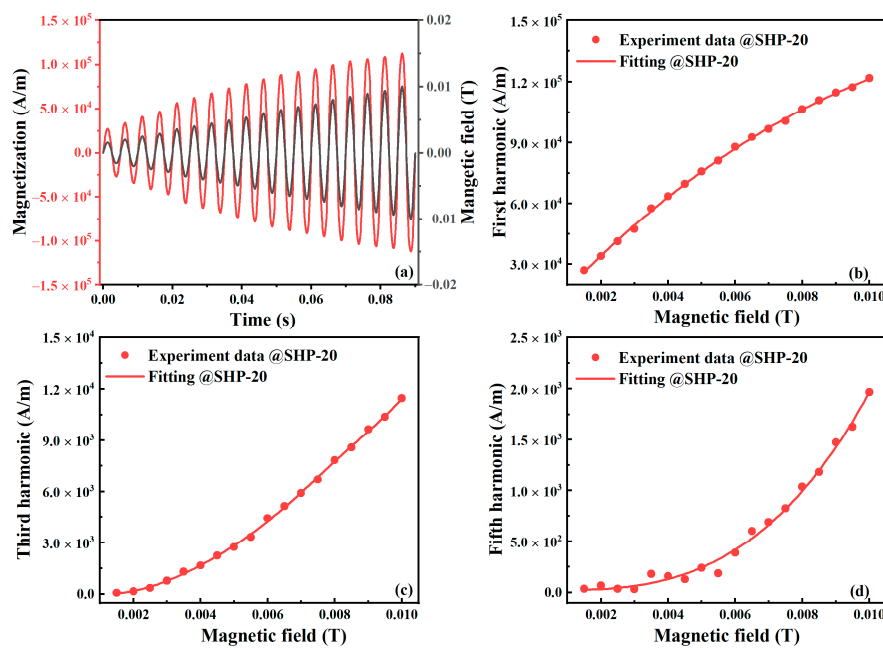 1.5 × 10⁵
1.0 × 10⁵
5.0 × 10⁴
0.0
−5.0 × 10⁴
−1.0 × 10⁵
−1.5 × 10⁵
Magnetization (A/m)
0.02
0.01
0.00
−0.01
−0.02
Mangetic field (T)
0.00 0.02 0.04 0.06 0.08
Time (s)
(a)
1.5 × 10⁵
1.2 × 10⁵
9.0 × 10⁴
6.0 × 10⁴
3.0 × 10⁴
First harmonic (A/m)
Experiment data @SHP-20
Fitting @SHP-20
(b)
0.002 0.004 0.006 0.008 0.010
Magnetic field (T)
1.5 × 10⁴
1.2 × 10⁴
9.0 × 10³
6.0 × 10³
3.0 × 10³
0.0
Third harmonic (A/m)
Experiment data @SHP-20
Fitting @SHP-20
(c)
0.002 0.004 0.006 0.008 0.010
Magnetic field (T)
2.5 × 10³
2.0 × 10³
1.5 × 10³
1.0 × 10³
5.0 × 10²
0.0
Fifth harmonic (A/m)
Experiment data @SHP-20
Fitting @SHP-20
(d)
0.002 0.004 0.006 0.008 0.010
Magnetic field (T)